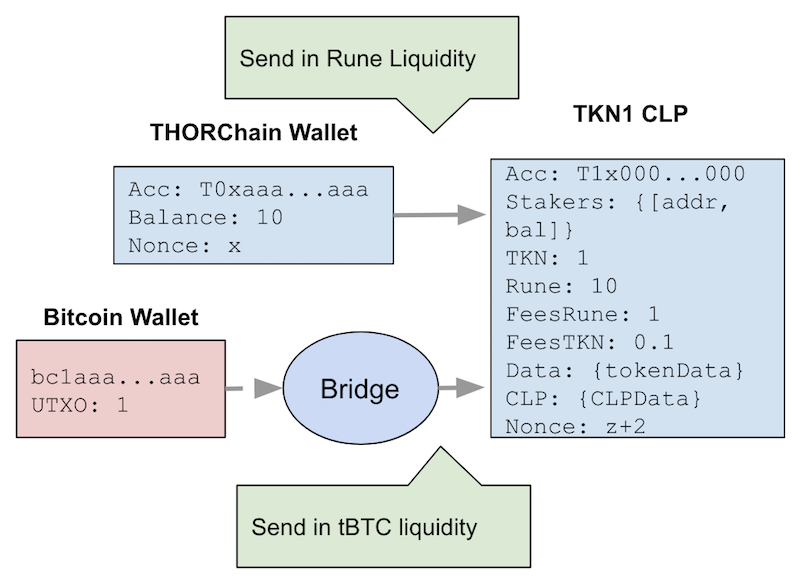 Send in Rune Liquidity
THORChain Wallet
Acc: T0xaaa...aaa
Balance: 10
Nonce: x
TKN1 CLP
Acc: T1x000...000
Stakers: {[addr,
bal]}
TKN: 1
Rune: 10
FeesRune: 1
FeesTKN: 0.1
Data: {tokenData}
CLP: {CLPData}
Nonce: z+2
Bitcoin Wallet
bc1aaa...aaa
UTXO: 1
Bridge
Send in tBTC liquidity